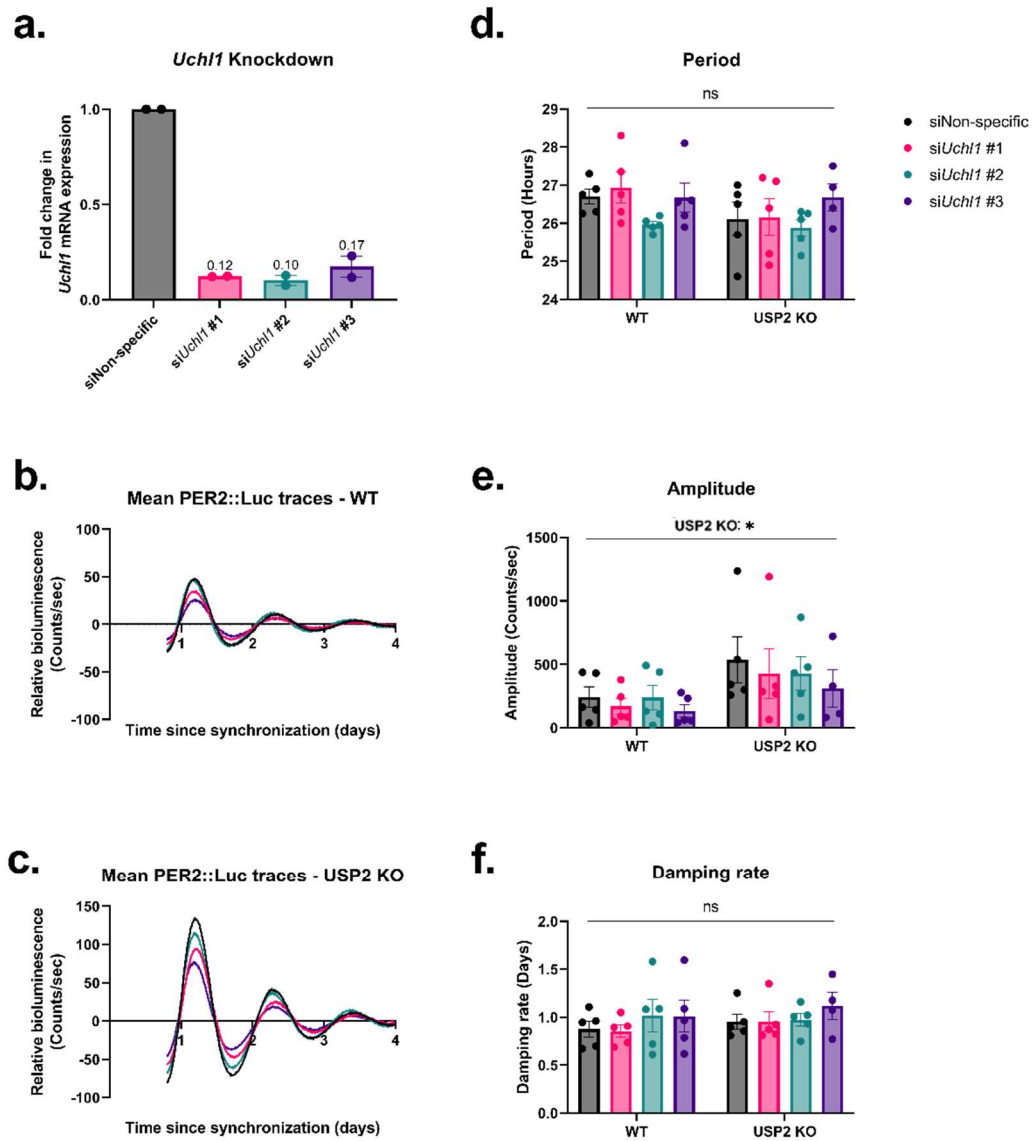 a.
Uchl1 Knockdown
Fold change in
Uchl1 mRNA expression
1.0
0.5
0.0
0.12
0.10
0.17
siNon-specific
siUchl1 #1
siUchl1 #2
siUchl1 #3
b.
Mean PER2::Luc traces - WT
Relative bioluminescence
(Counts/sec)
100
50
0
-50
-100
1
2
3
4
Time since synchronization (days)
c.
Mean PER2::Luc traces - USP2 KO
Relative bioluminescence
(Counts/sec)
150
100
50
0
-50
-100
1
2
3
4
Time since synchronization (days)
d.
Period
ns
Period (Hours)
29
28
27
26
25
24
WT
USP2 KO
siNon-specific
siUchl1 #1
siUchl1 #2
siUchl1 #3
e.
Amplitude
USP2 KO: *
Amplitude (Counts/sec)
1500
1000
500
0
WT
USP2 KO
f.
Damping rate
ns
Damping rate (Days)
2.0
1.5
1.0
0.5
0.0
WT
USP2 KO